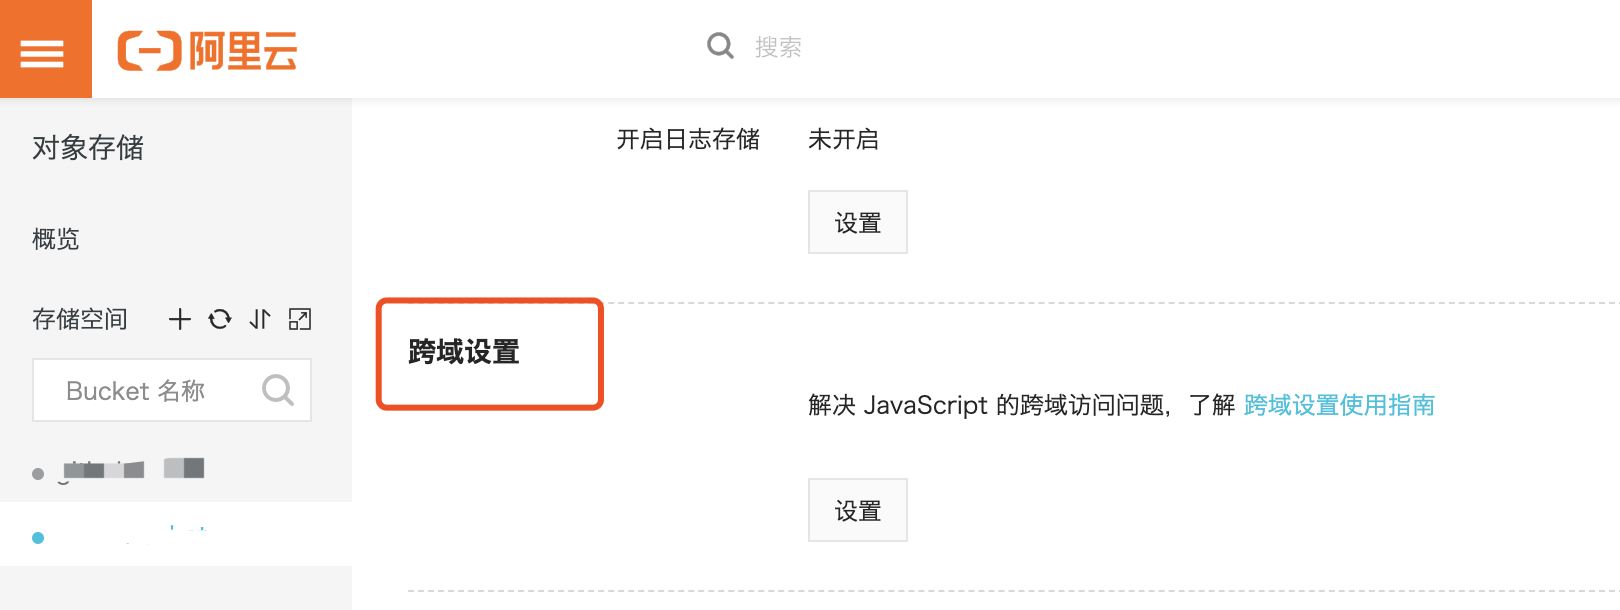 阿里云
搜索
对象存储
概览
存储空间
Bucket 名称
开启日志存储 未开启
设置
跨域设置
解决 JavaScript 的跨域访问问题，了解 跨域设置使用指南
设置